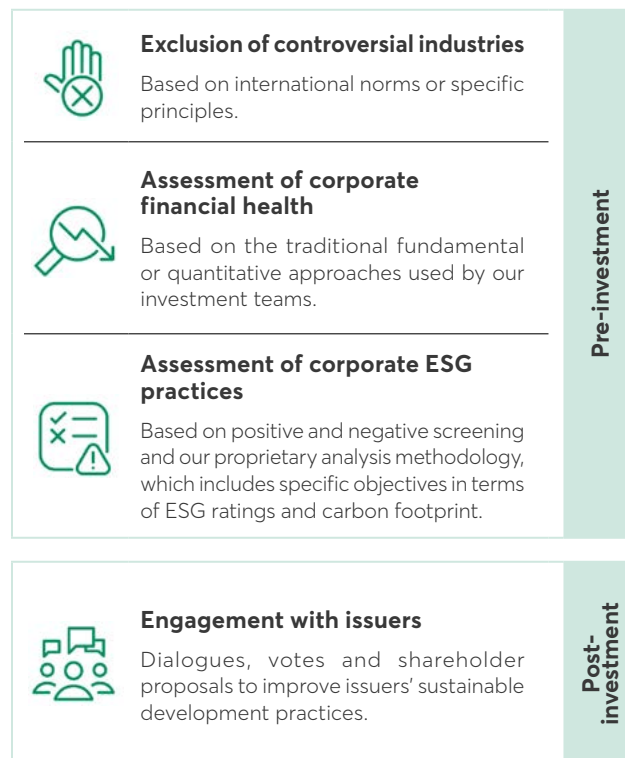 Exclusion of controversial industries
Based on international norms or specific
principles.
Assessment of corporate
financial health
Based on the traditional fundamental
or quantitative approaches used by our
investment teams.
Assessment of corporate ESG
practices
Based on positive and negative screening
and our proprietary analysis methodology,
which includes specific objectives in terms
of ESG ratings and carbon footprint.
Pre-investment
Engagement with issuers
Dialogues, votes and shareholder
proposals to improve issuers’ sustainable
development practices.
Post-
investment